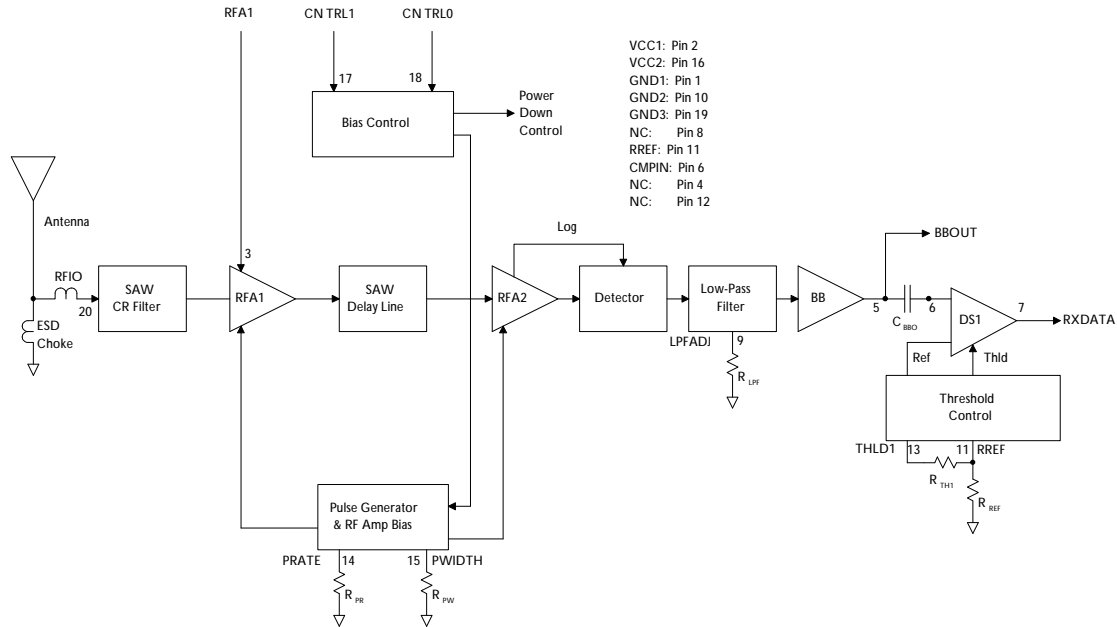 RFA1
CN TRL1
CN TRL0
17
18
Bias Control
Power
Down
Control
VCC1: Pin 2
VCC2: Pin 16
GND1: Pin 1
GND2: Pin 10
GND3: Pin 19
NC: Pin 8
RREF: Pin 11
CMPIN: Pin 6
NC: Pin 4
NC: Pin 12
Antenna
RFIO
20
ESD
Choke
SAW
CR Filter
3
RFA1
SAW
Delay Line
Log
RFA2
Detector
Low-Pass
Filter
LPFADJ
9
R LPF
BB
BBOUT
5
C BBO
6
DS1
7
RXDATA
Ref
Thld
Threshold
Control
THLD1
13
11
RREF
R TH1
R REF
Pulse Generator
& RF Amp Bias
PRATE
14
15
PWIDTH
R PR
R PW